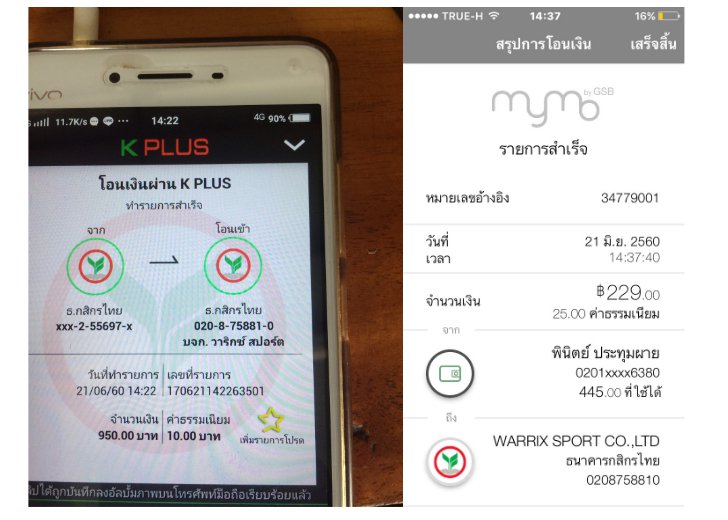 vivo
11.7K/s ... 14:22 4G 90%
K PLUS
โอนเงินผ่าน K PLUS
ทำรายการสำเร็จ
จาก โอนเข้า
ธ.กสิกรไทย ธ.กสิกรไทย
xxx-2-55697-x 020-8-75881-0
บจก. วาริกซ์ สปอร์ต
วันที่ทำรายการ เลขที่รายการ
21/06/60 14:22 170621142263501
จำนวนเงิน ค่าธรรมเนียม
950.00 บาท 10.00 บาท เพิ่มรายการโปรด
ได้ถูกบันทึกลงอัลบั้มภาพบนโทรศัพท์มือถือเรียบร้อยแล้ว
TRUE-H 14:37 16%
สรุปการโอนเงิน เสร็จสิ้น
mymo by GSB
รายการสำเร็จ
หมายเลขอ้างอิง 34779001
วันที่ 21 มิ.ย. 2560
เวลา 14:37:40
จำนวนเงิน ฿229.00
25.00 ค่าธรรมเนียม
จาก
พินิตย์ ประทุมผาย
0201xxxx6380
445.00 ที่ใช้ได้
ถึง
WARRIX SPORT CO.,LTD
ธนาคารกสิกรไทย
0208758810